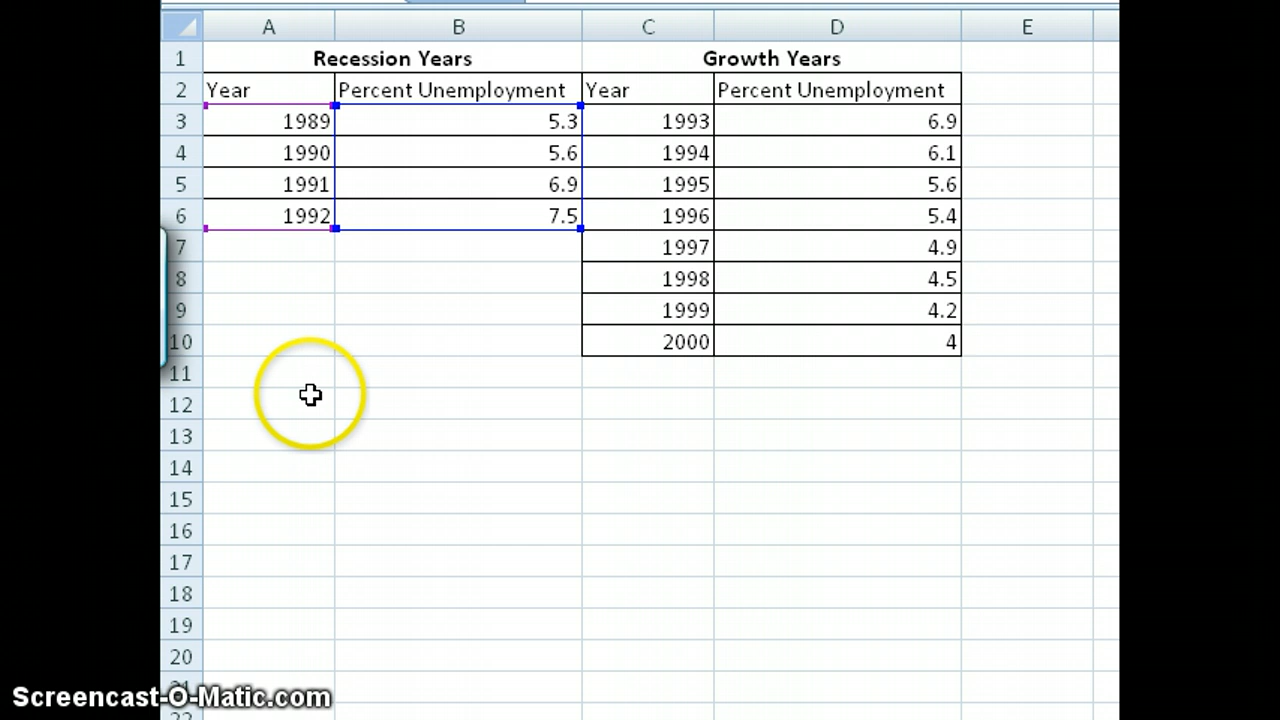 A B C D E
1 Recession Years Growth Years
2 Year Percent Unemployment Year Percent Unemployment
3 1989 5.3 1993 6.9
4 1990 5.6 1994 6.1
5 1991 6.9 1995 5.6
6 1992 7.5 1996 5.4
7 1997 4.9
8 1998 4.5
9 1999 4.2
10 2000 4
11
12
13
14
15
16
17
18
19
20
21
22
Screencast-O-Matic.com